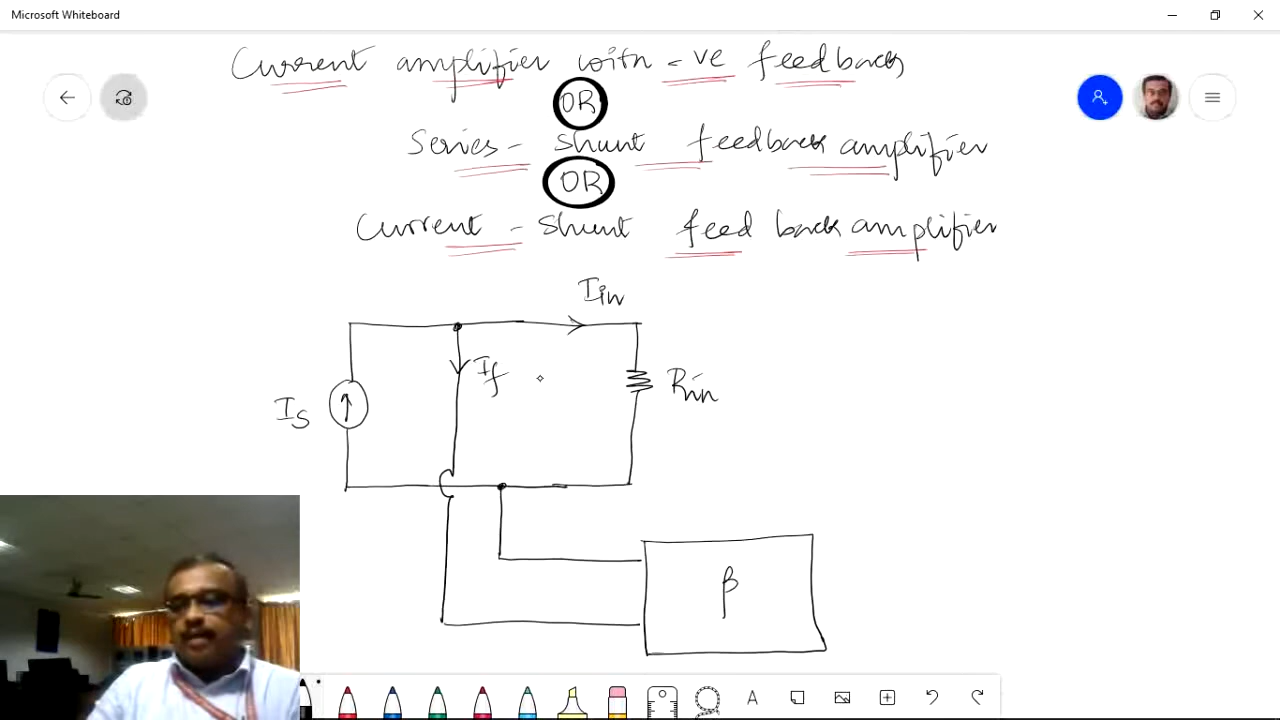 Microsoft Whiteboard
Current amplifier with -ve feedback
OR
Series - Shunt feedback amplifier
OR
Current - Shunt feed back amplifier
Iin
If
Rin
Is
β
A